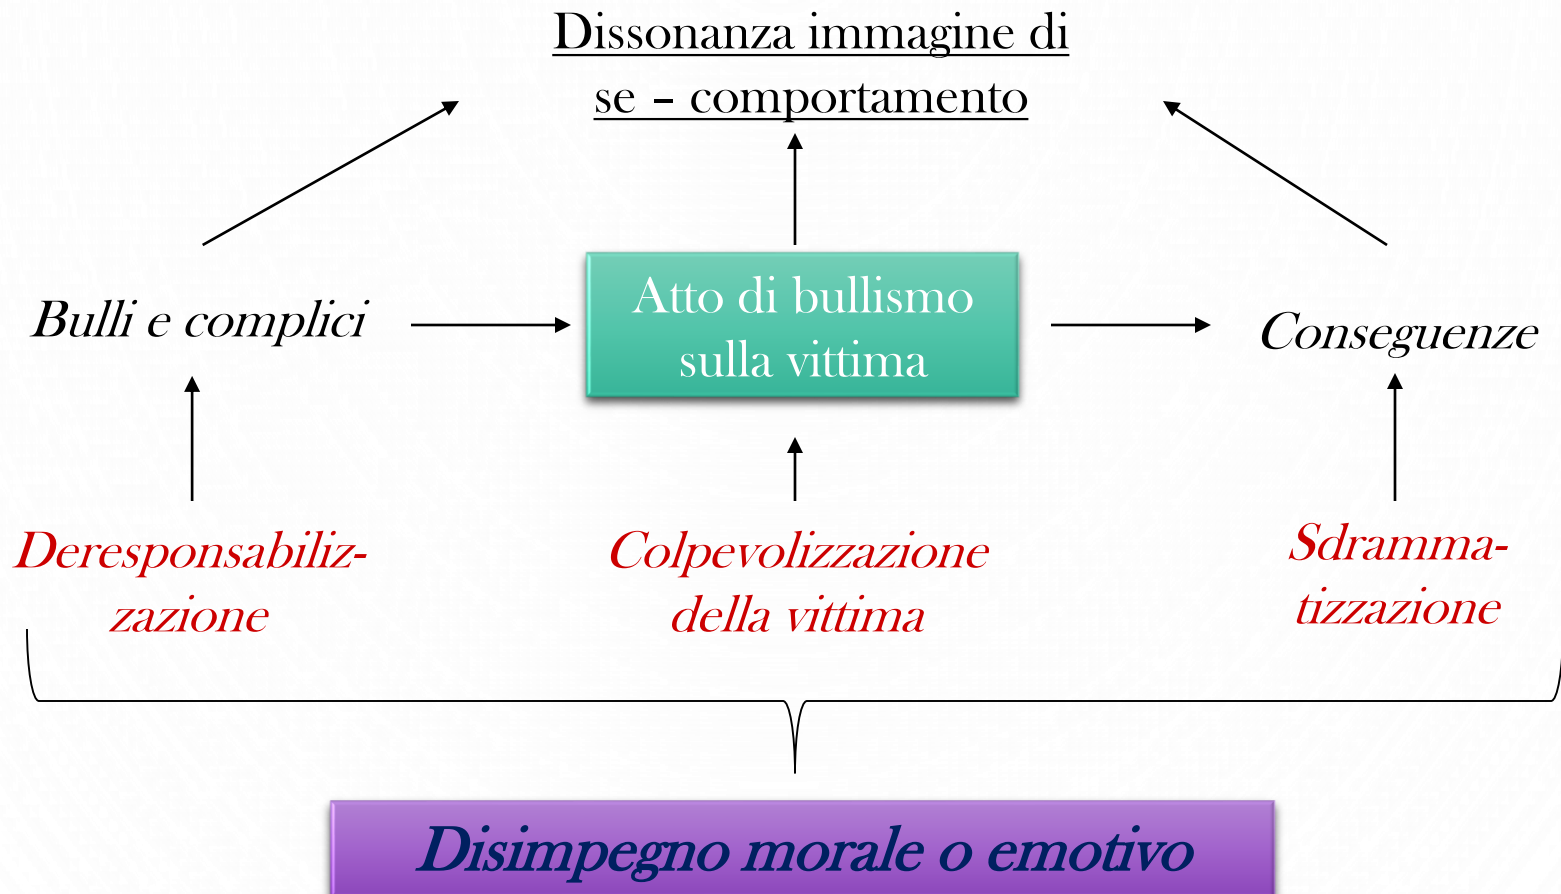 Dissonanza immagine di
se – comportamento
Bulli e complici
Atto di bullismo
sulla vittima
Conseguenze
Deresponsabiliz-
zazione
Colpevolizzazione
della vittima
Sdramma-
tizzazione
Disimpegno morale o emotivo